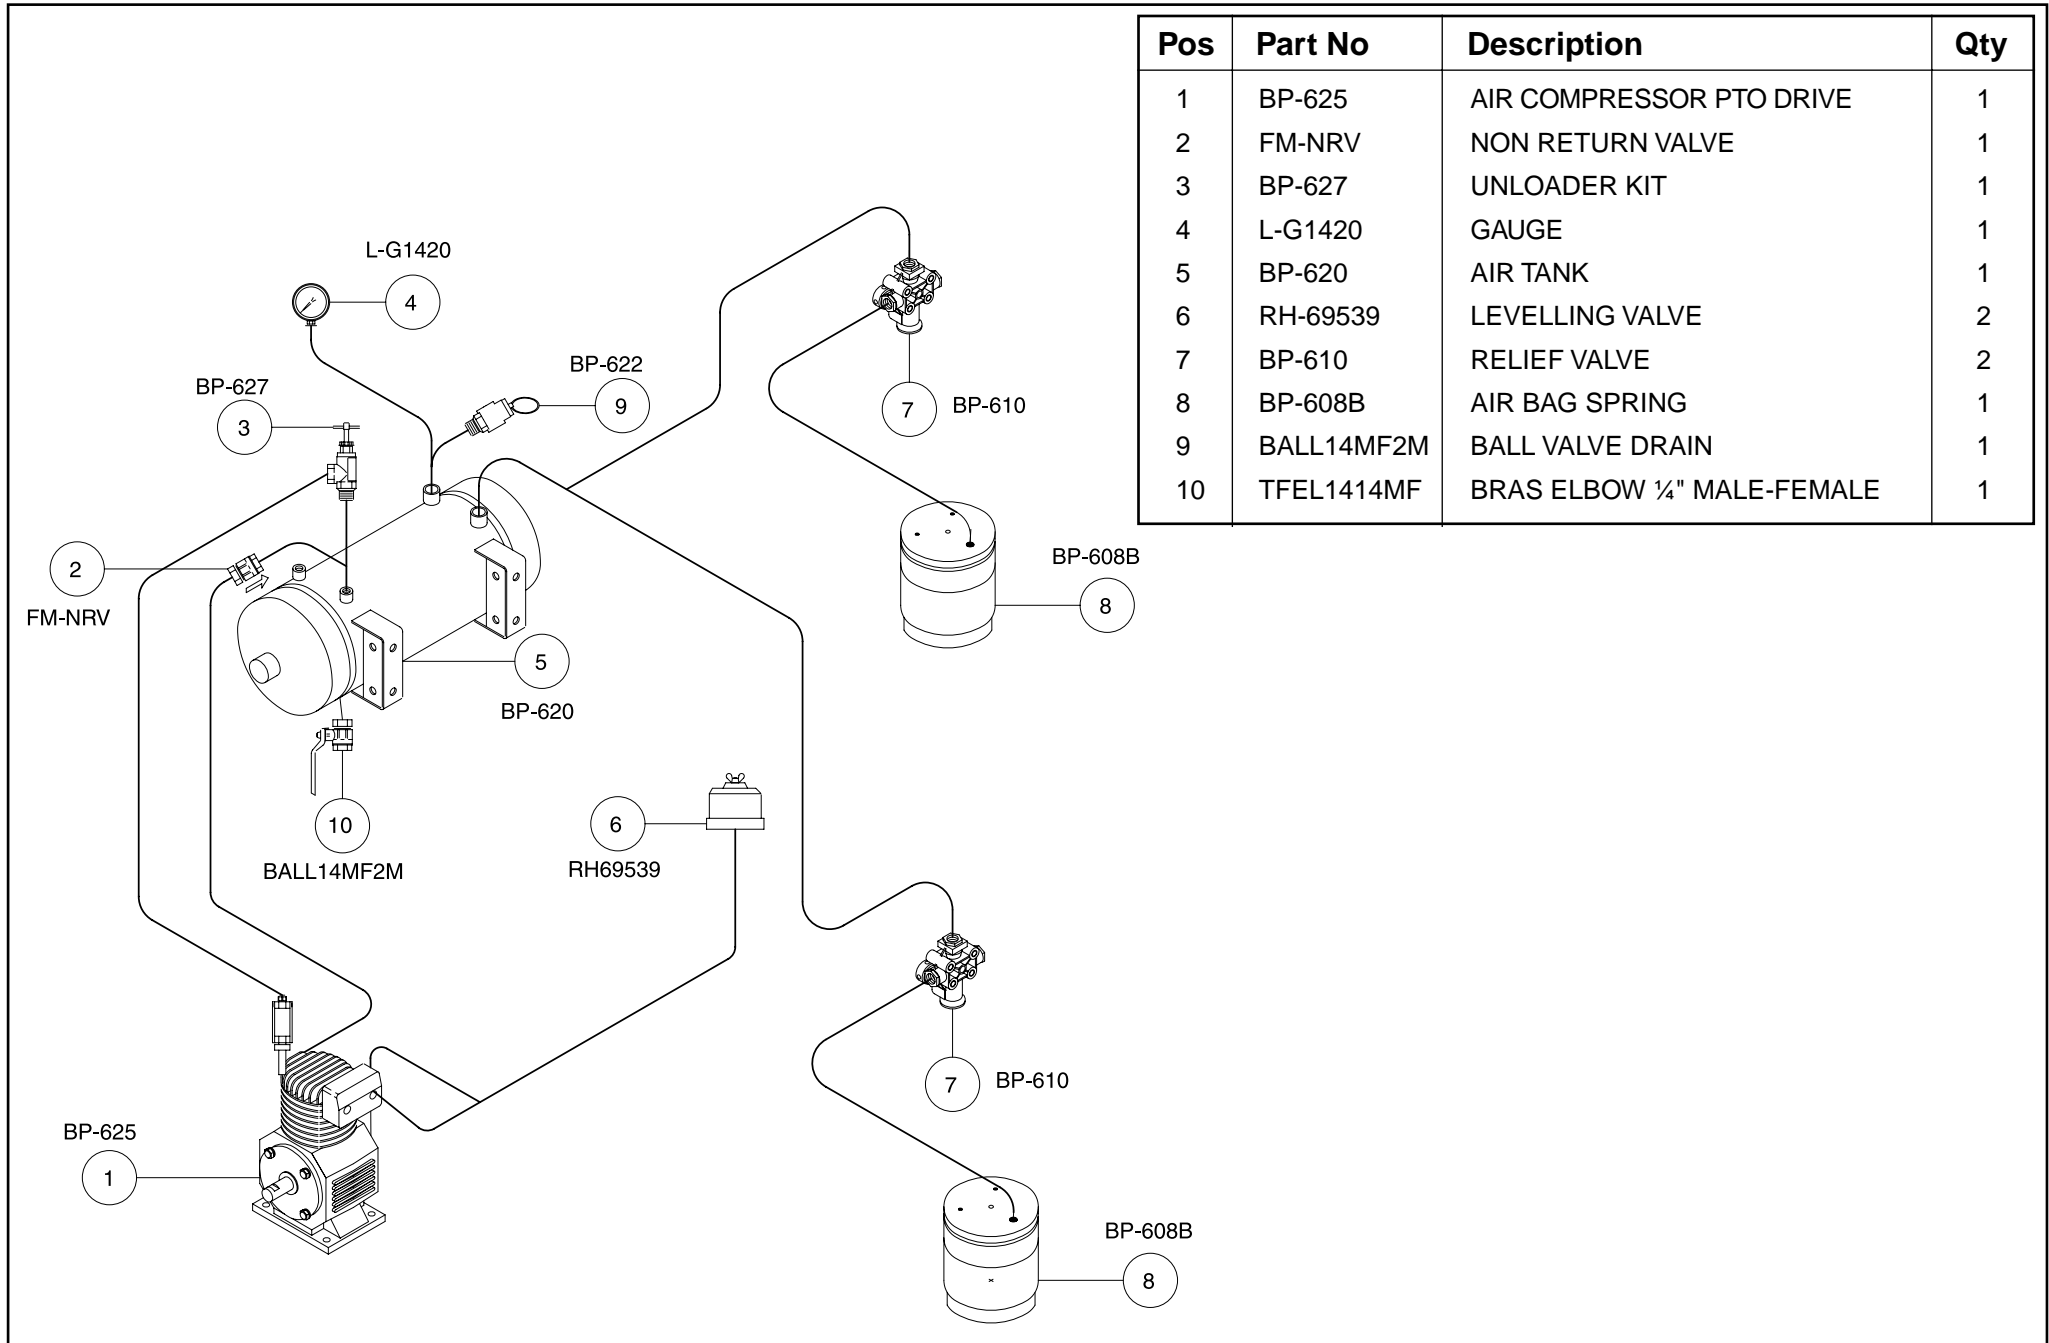 Pos Part No Description Qty
1 BP-625 AIR COMPRESSOR PTO DRIVE 1
2 FM-NRV NON RETURN VALVE 1
3 BP-627 UNLOADER KIT 1
4 L-G1420 GAUGE 1
5 BP-620 AIR TANK 1
6 RH-69539 LEVELLING VALVE 2
7 BP-610 RELIEF VALVE 2
8 BP-608B AIR BAG SPRING 1
9 BALL14MF2M BALL VALVE DRAIN 1
10 TFEL1414MF BRAS ELBOW ¼" MALE-FEMALE 1
L-G1420
4
BP-622
9
BP-627
3
7 BP-610
2
FM-NRV
BP-608B
8
5
BP-620
10
BALL14MF2M
6
RH69539
7 BP-610
BP-625
1
BP-608B
8